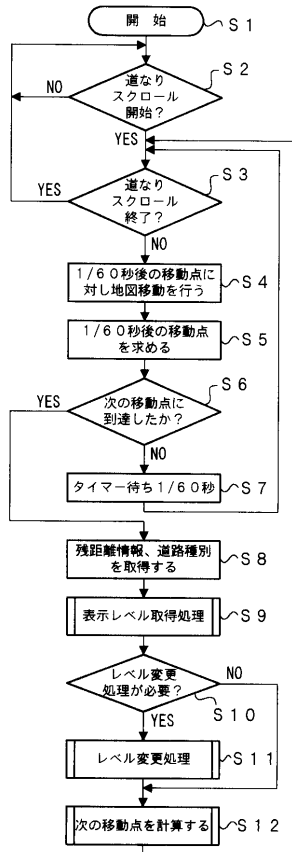 開 始
S1
道なり
スクロール
開始?
S2
NO
YES
道なり
スクロール
終了?
S3
YES
NO
1/60秒後の移動点に
対し地図移動を行う
S4
1/60秒後の移動点
を求める
S5
次の移動点に
到達したか?
S6
YES
NO
タイマー待ち1/60秒
S7
残距離情報、道路種別
を取得する
S8
表示レベル取得処理
S9
レベル変更
処理が必要?
NO
S10
YES
レベル変更処理
S11
次の移動点を計算する
S12